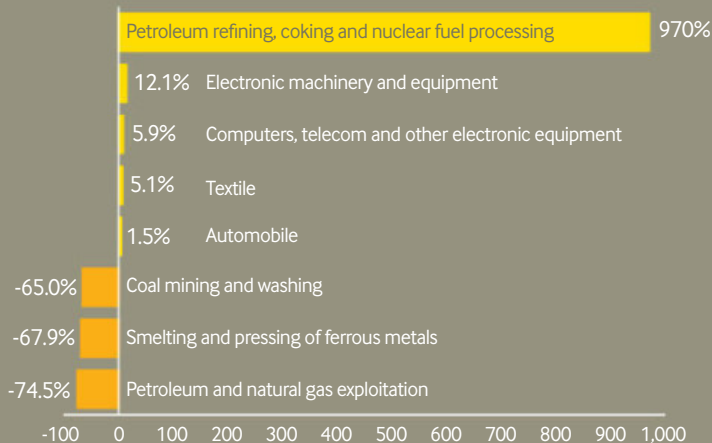 Petroleum refining, coking and nuclear fuel processing 970%
12.1% Electronic machinery and equipment
5.9% Computers, telecom and other electronic equipment
5.1% Textile
1.5% Automobile
-65.0% Coal mining and washing
-67.9% Smelting and pressing of ferrous metals
-74.5% Petroleum and natural gas exploitation
-100 0 100 200 300 400 500 600 700 800 900 1,000